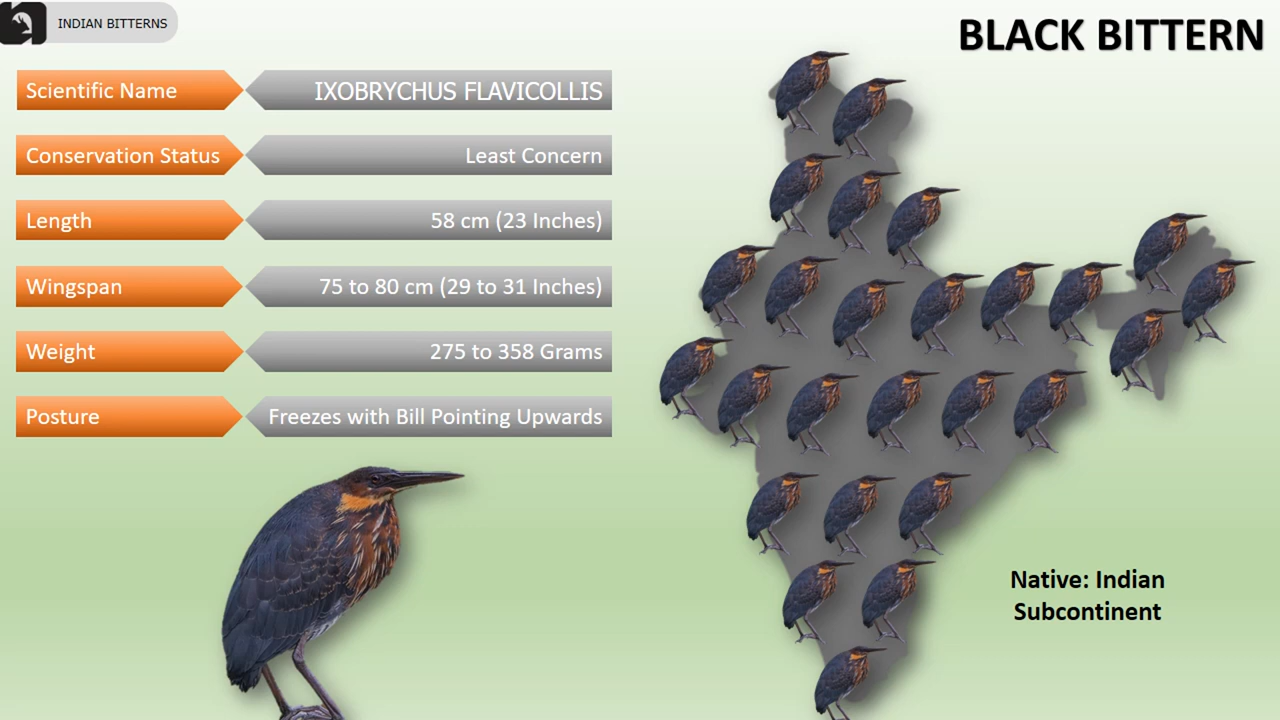 INDIAN BITTERNS
BLACK BITTERN
Scientific Name
IXOBRYCHUS FLAVICOLLIS
Conservation Status
Least Concern
Length
58 cm (23 Inches)
Wingspan
75 to 80 cm (29 to 31 Inches)
Weight
275 to 358 Grams
Posture
Freezes with Bill Pointing Upwards
Native: Indian
Subcontinent